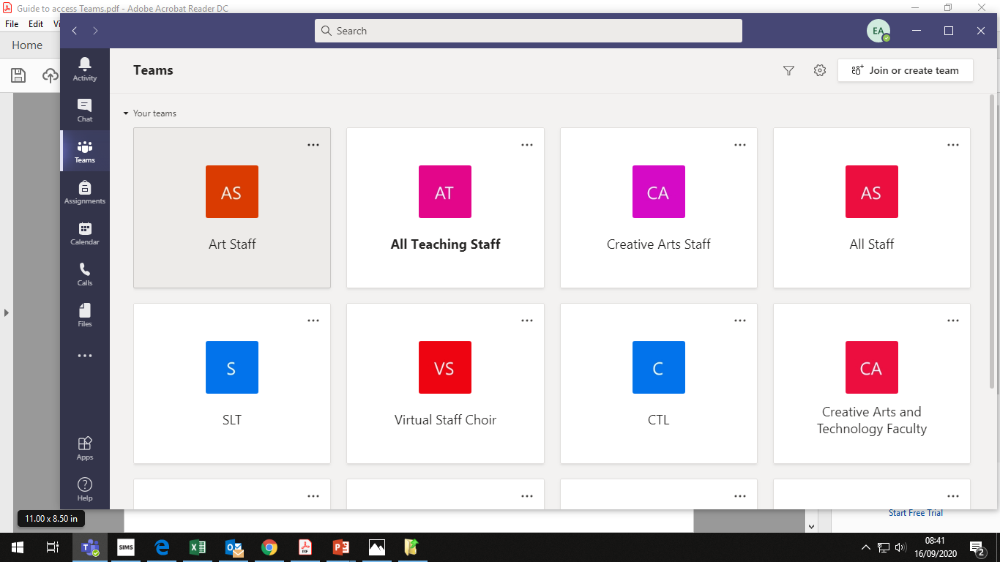 Guide to access Teams.pdf - Adobe Acrobat Reader DC
File Edit Vi
Home
Search
EA
Activity
Chat
Teams
Assignments
Calendar
Calls
Files
Apps
Help
Teams
Join or create team
Your teams
AS
Art Staff
AT
All Teaching Staff
CA
Creative Arts Staff
AS
All Staff
S
SLT
VS
Virtual Staff Choir
C
CTL
CA
Creative Arts and
Technology Faculty
11.00 x 8.50 in
Start Free Trial
SIMS
08:41
16/09/2020
2